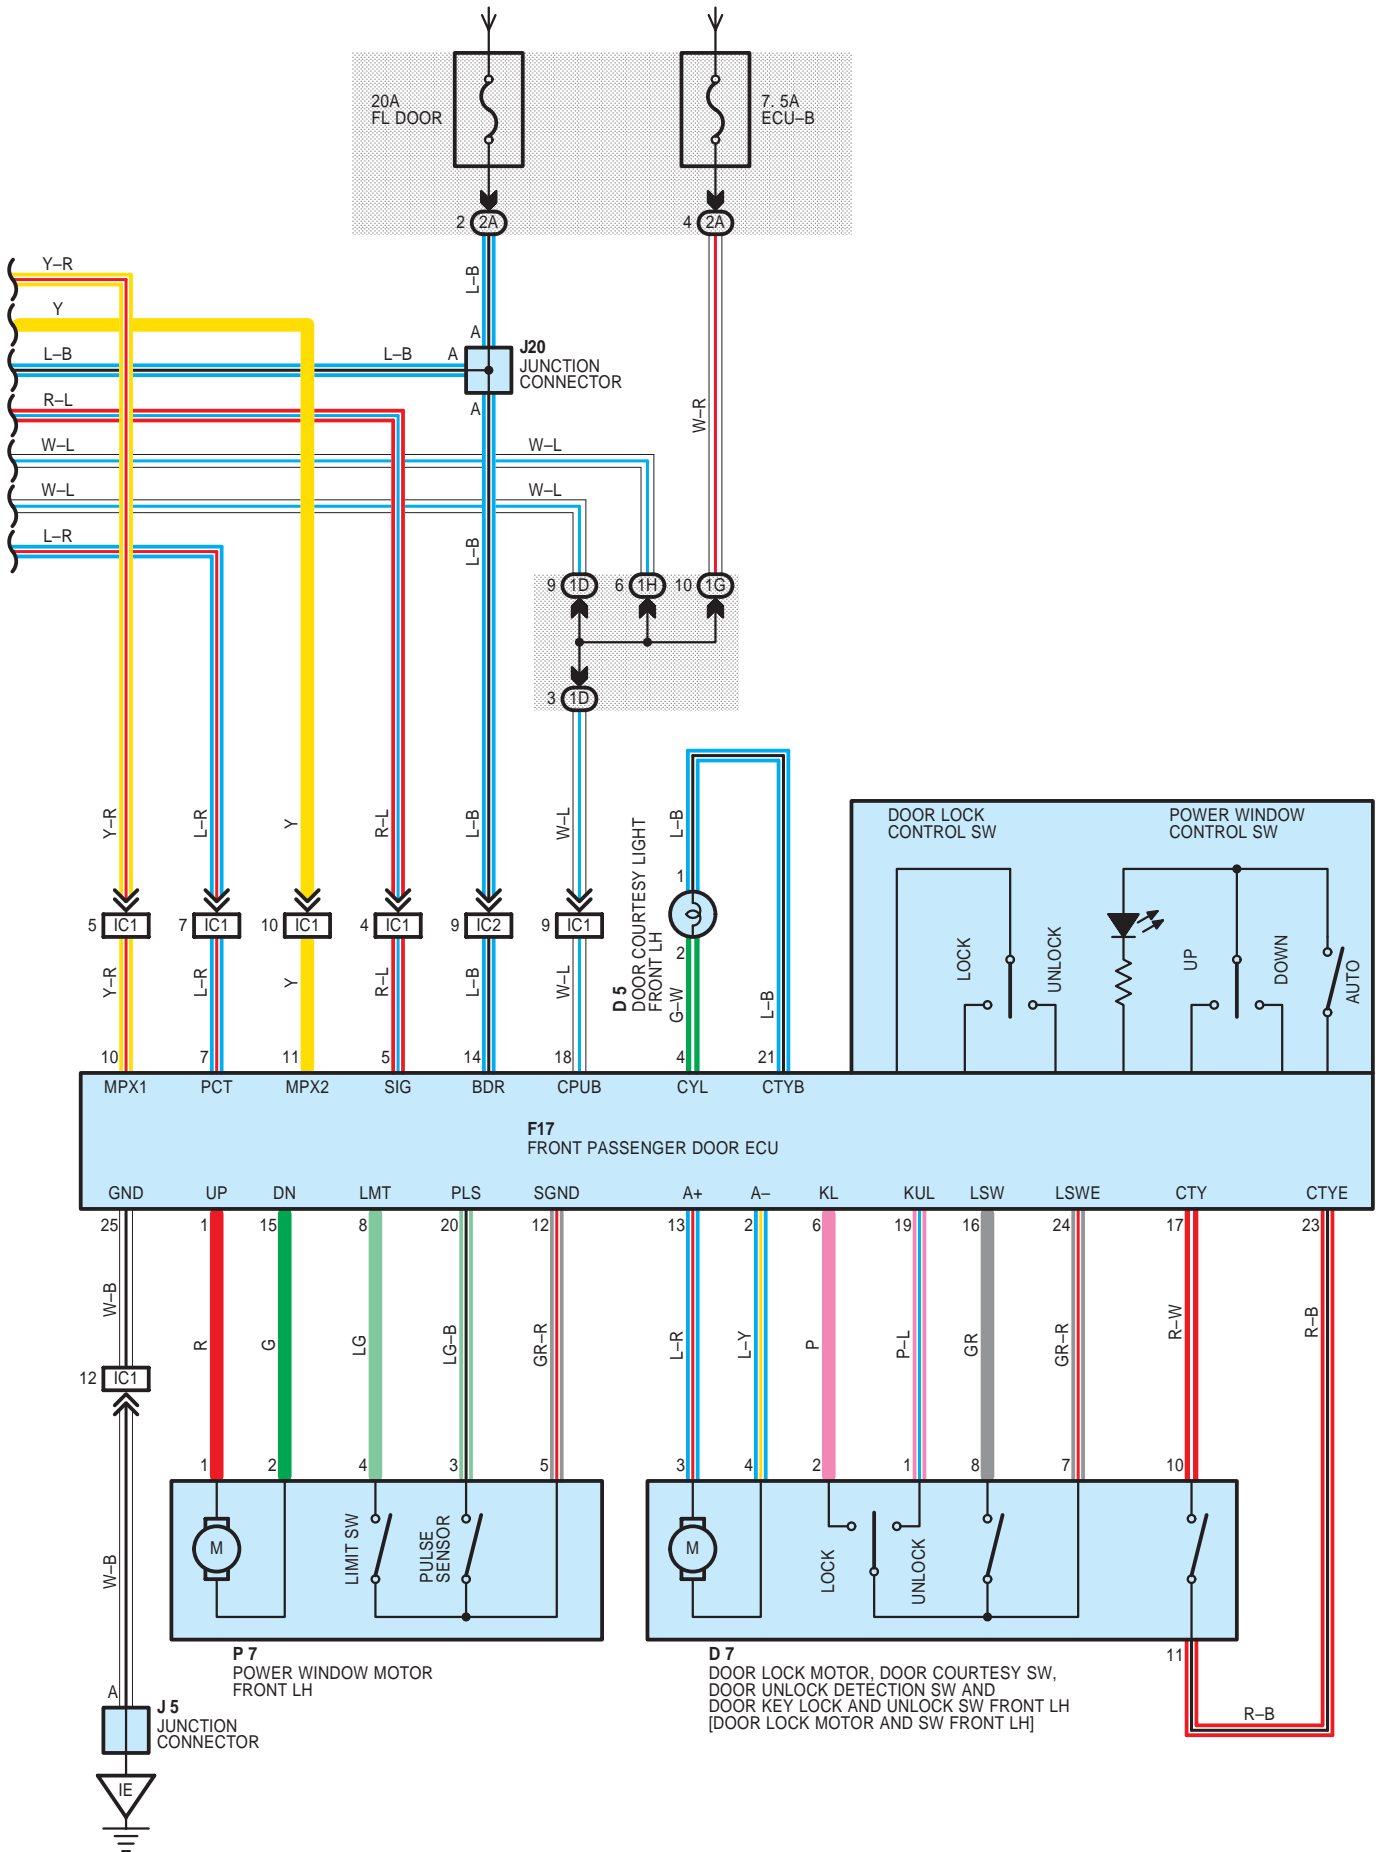 20A
FL DOOR
7. 5A
ECU–B
2 2A
4 2A
Y–R
L–B
Y
A
L–B
L–B
A
J20
JUNCTION
CONNECTOR
R–L
A
W–R
W–L
W–L
W–L
W–L
L–R
L–B
9 1D
6 1H
10 1G
3 1D
Y–R
L–R
Y
R–L
L–B
W–L
L–B
D 5
DOOR COURTESY LIGHT
FRONT LH
1
2
DOOR LOCK
CONTROL SW
POWER WINDOW
CONTROL SW
LOCK
UNLOCK
UP
DOWN
AUTO
5 IC1
7 IC1
10 IC1
4 IC1
9 IC2
9 IC1
Y–R
L–R
Y
R–L
L–B
W–L
G–W
L–B
10
7
11
5
14
18
4
21
MPX1
PCT
MPX2
SIG
BDR
CPUB
CYL
CTYB
F17
FRONT PASSENGER DOOR ECU
GND
UP
DN
LMT
PLS
SGND
A+
A–
KL
KUL
LSW
LSWE
CTY
CTYE
25
1
15
8
20
12
13
2
6
19
16
24
17
23
W–B
R
G
LG
LG–B
GR–R
L–R
L–Y
P
P–L
GR
GR–R
R–W
R–B
12 IC1
1
2
4
3
5
3
4
2
1
8
7
10
M
LIMIT SW
PULSE
SENSOR
M
LOCK
UNLOCK
W–B
P 7
POWER WINDOW MOTOR
FRONT LH
D 7
DOOR LOCK MOTOR, DOOR COURTESY SW,
DOOR UNLOCK DETECTION SW AND
DOOR KEY LOCK AND UNLOCK SW FRONT LH
[DOOR LOCK MOTOR AND SW FRONT LH]
11
R–B
A
J 5
JUNCTION
CONNECTOR
IE